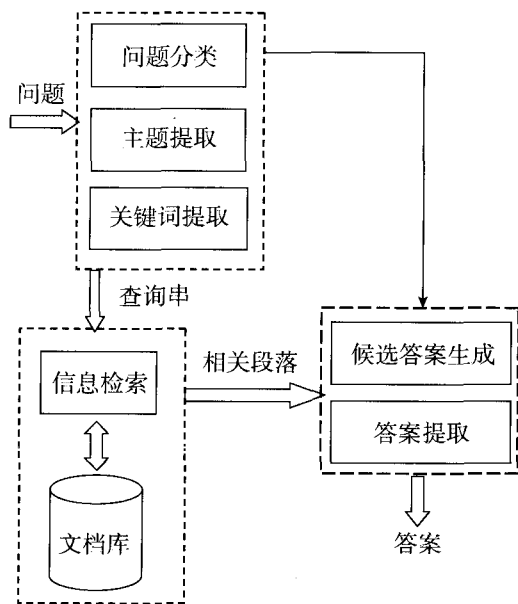 问题分类
问题
主题提取
关键词提取
查询串
相关段落
候选答案生成
信息检索
答案提取
文档库
答案